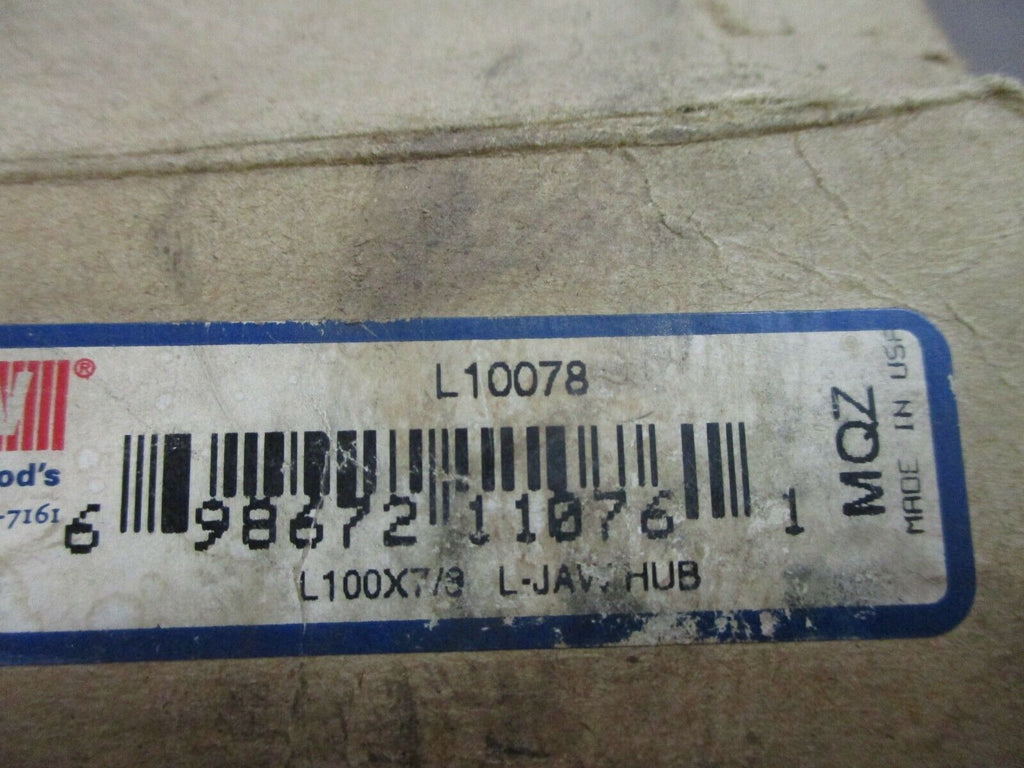 ®
L10078
od's
-7161
6 98672 11076 1
L100X7/8 L-JAW HUB
MQZ
MADE IN USA